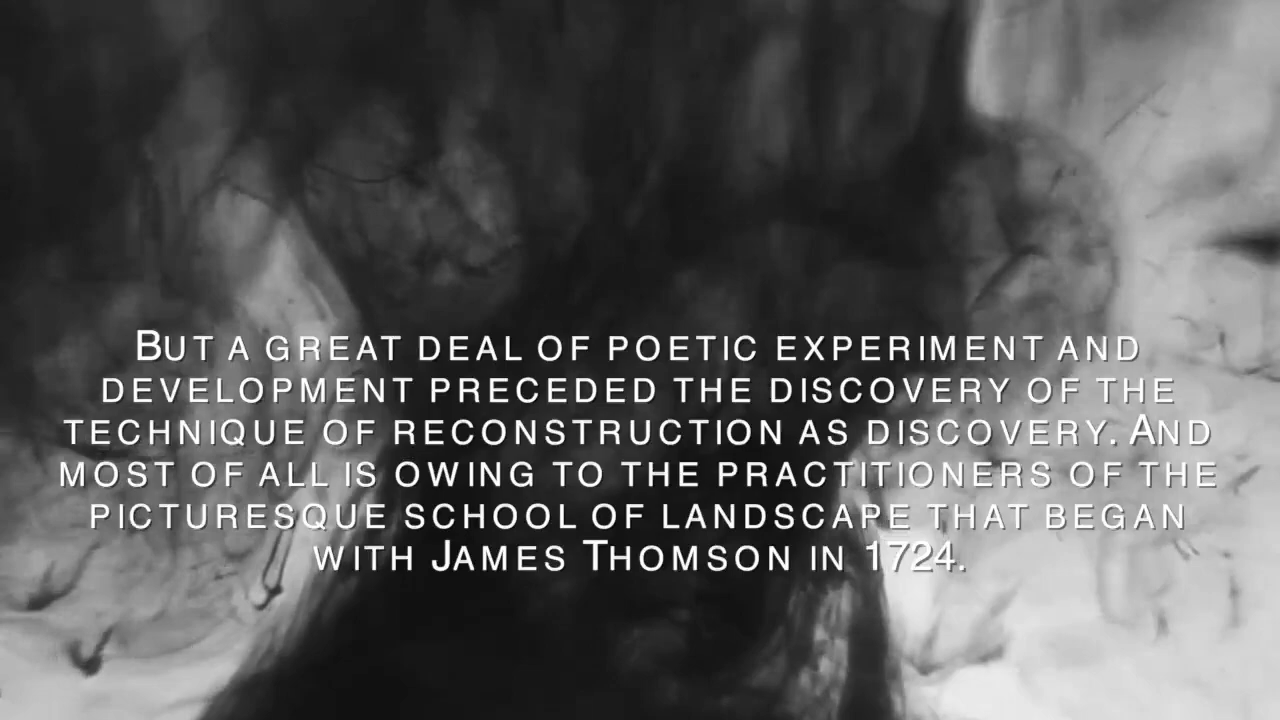 But a great deal of poetic experiment and
development preceded the discovery of the
technique of reconstruction as discovery. And
most of all is owing to the practitioners of the
picturesque school of landscape that began
with James Thomson in 1724.